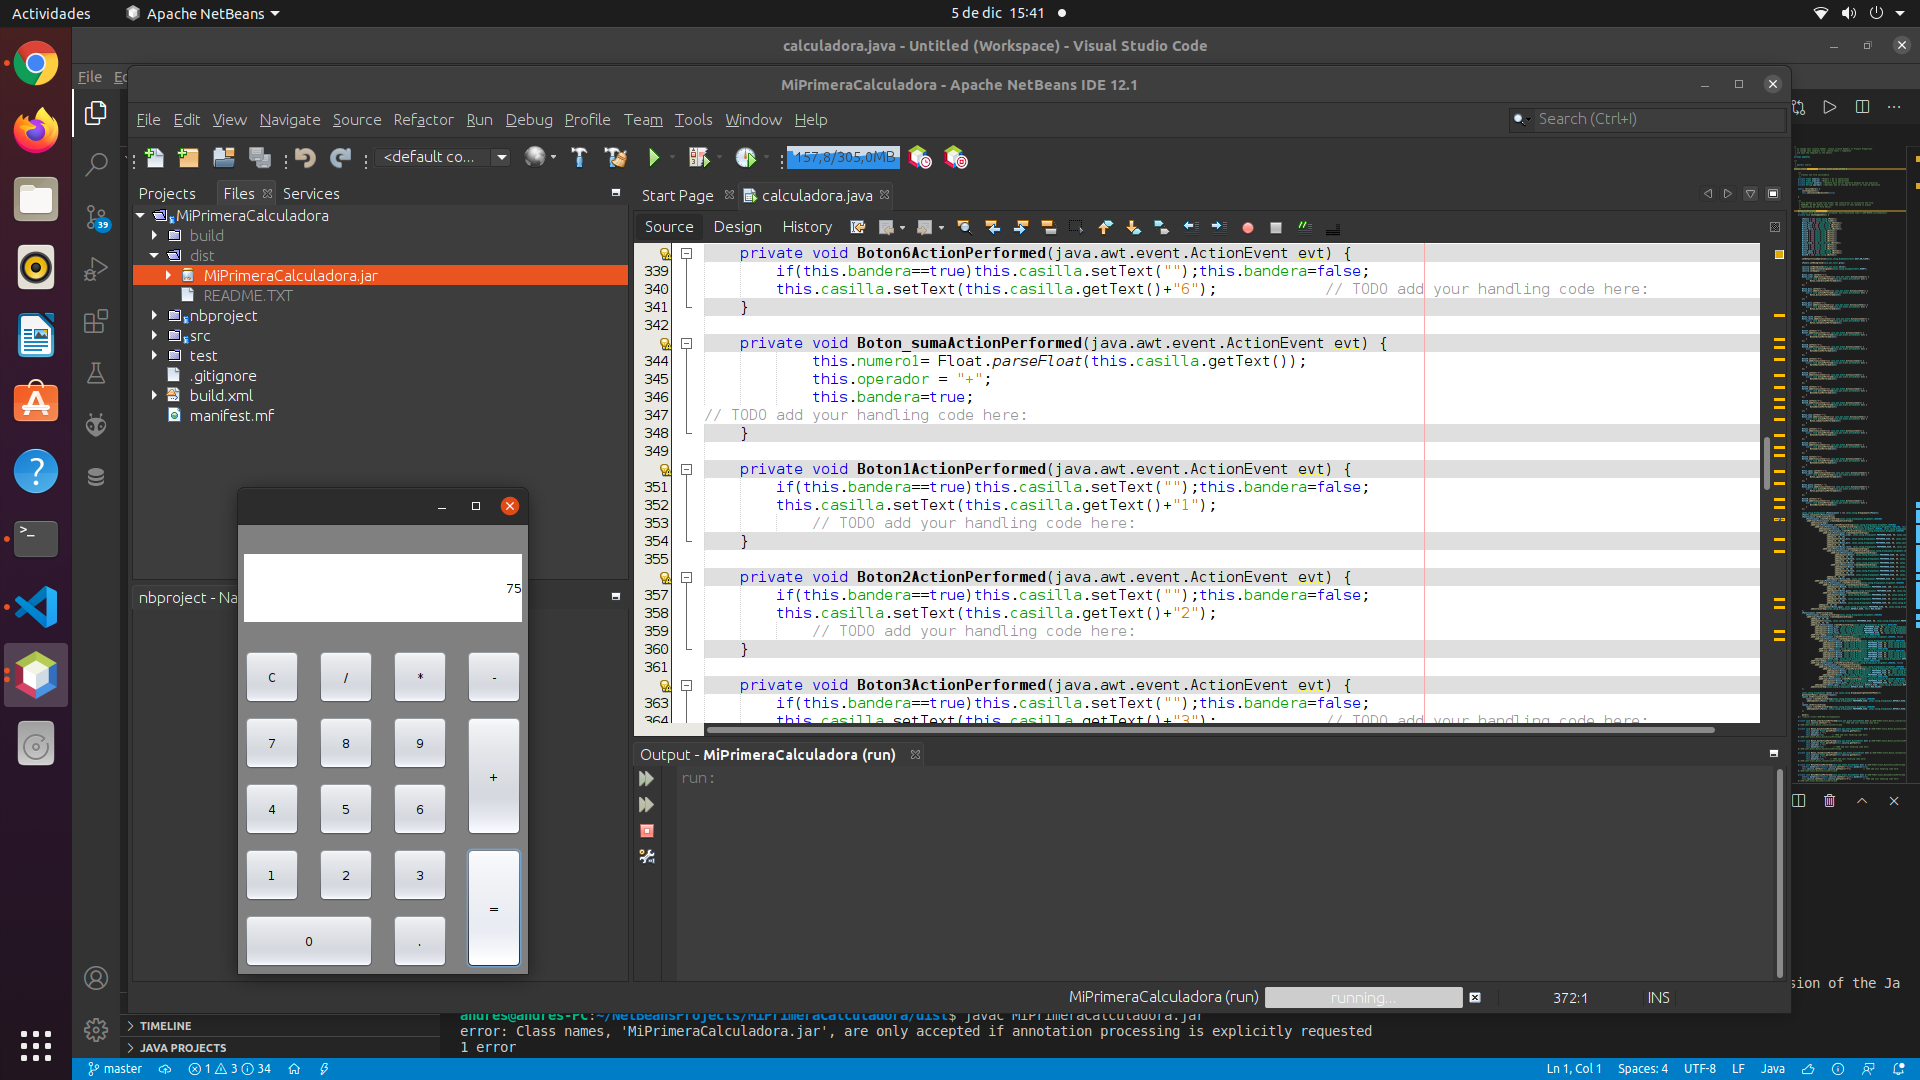 Actividades
Apache NetBeans
5 de dic 15:41
calculadora.java - Untitled (Workspace) - Visual Studio Code
File
MiPrimeraCalculadora - Apache NetBeans IDE 12.1
File Edit View Navigate Source Refactor Run Debug Profile Team Tools Window Help
Search (Ctrl+I)
<default co...
157,8/305,0MB
Projects Files Services
Start Page calculadora.java
Source Design History
MiPrimeraCalculadora
build
dist
MiPrimeraCalculadora.jar
README.TXT
nbproject
src
test
.gitignore
build.xml
manifest.mf
39
private void Boton6ActionPerformed(java.awt.event.ActionEvent evt) {
339 if(this.bandera==true)this.casilla.setText("");this.bandera=false;
340 this.casilla.setText(this.casilla.getText()+"6"); // TODO add your handling code here:
341 }
342
private void Boton_sumaActionPerformed(java.awt.event.ActionEvent evt) {
344 this.numero1= Float.parseFloat(this.casilla.getText());
345 this.operador = "+";
346 this.bandera=true;
347 // TODO add your handling code here:
348 }
349
private void Boton1ActionPerformed(java.awt.event.ActionEvent evt) {
351 if(this.bandera==true)this.casilla.setText("");this.bandera=false;
352 this.casilla.setText(this.casilla.getText()+"1");
353 // TODO add your handling code here:
354 }
355
private void Boton2ActionPerformed(java.awt.event.ActionEvent evt) {
357 if(this.bandera==true)this.casilla.setText("");this.bandera=false;
358 this.casilla.setText(this.casilla.getText()+"2");
359 // TODO add your handling code here:
360 }
361
private void Boton3ActionPerformed(java.awt.event.ActionEvent evt) {
363 if(this.bandera==true)this.casilla.setText("");this.bandera=false;
364 this.casilla.setText(this.casilla.getText()+"3"); // TODO add your handling code here:
nbproject - Na
75
C / * -
7 8 9
+
4 5 6
1 2 3
=
0 .
Output - MiPrimeraCalculadora (run)
run:
MiPrimeraCalculadora (run) running... 372:1 INS
sion of the Ja
andres@andres-PC:~/NetBeansProjects/MiPrimeraCalculadora/dist$ javac MiPrimeraCalculadora.jar
error: Class names, 'MiPrimeraCalculadora.jar', are only accepted if annotation processing is explicitly requested
1 error
TIMELINE
JAVA PROJECTS
master 1 3 34
Ln 1, Col 1 Spaces: 4 UTF-8 LF Java